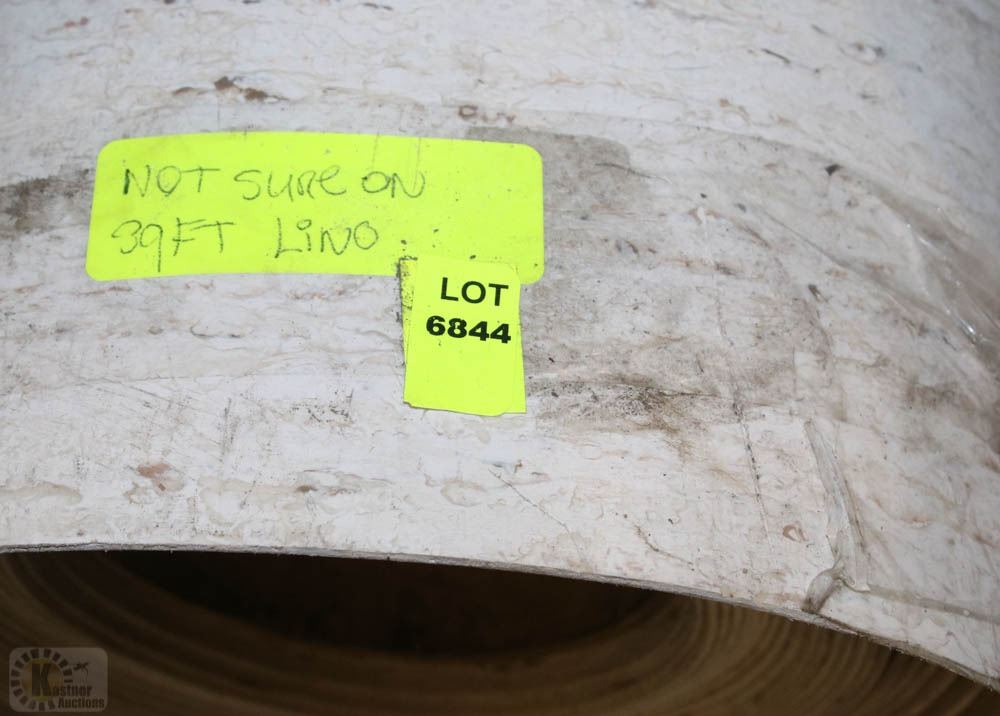 NOT SURE ON
39FT LINO
LOT
6844
Kastner
Auctions